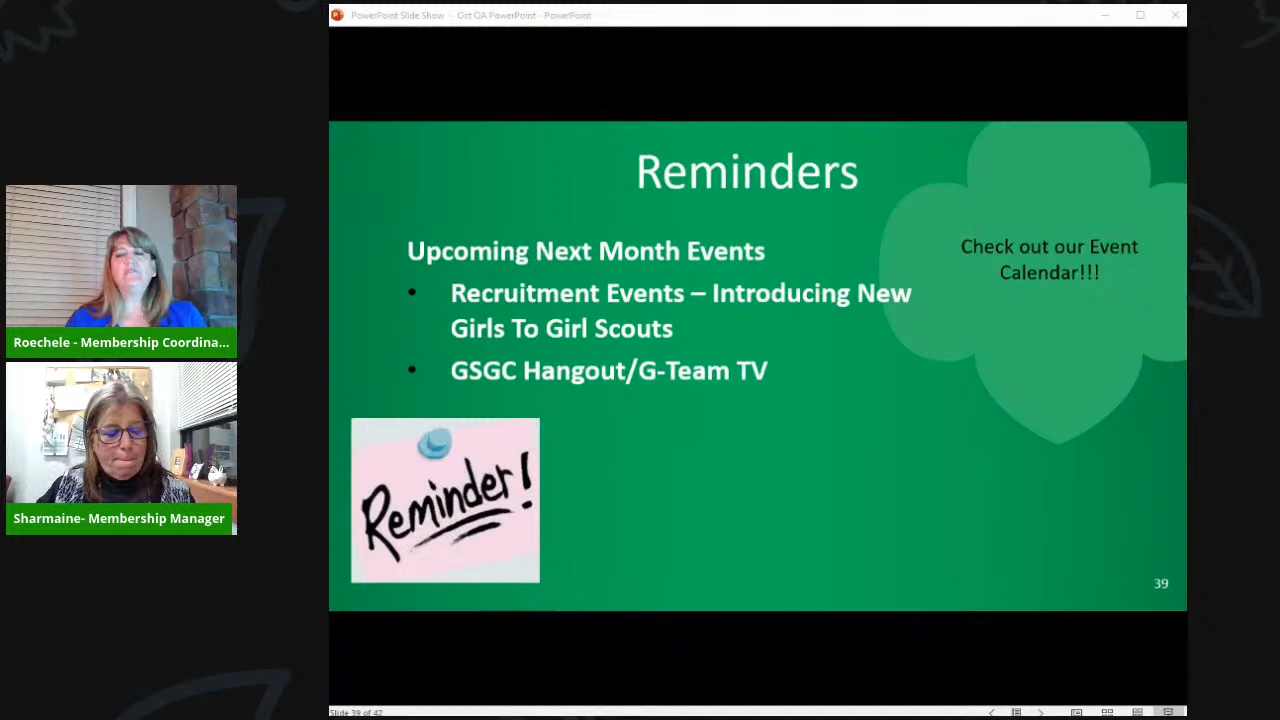 PowerPoint Slide Show - Oct QA PowerPoint - PowerPoint
Reminders
Upcoming Next Month Events
• Recruitment Events – Introducing New
Girls To Girl Scouts
• GSGC Hangout/G-Team TV
Check out our Event
Calendar!!!
Reminder!
39
Roechele - Membership Coordina...
Sharmaine- Membership Manager
Slide 39 of 42